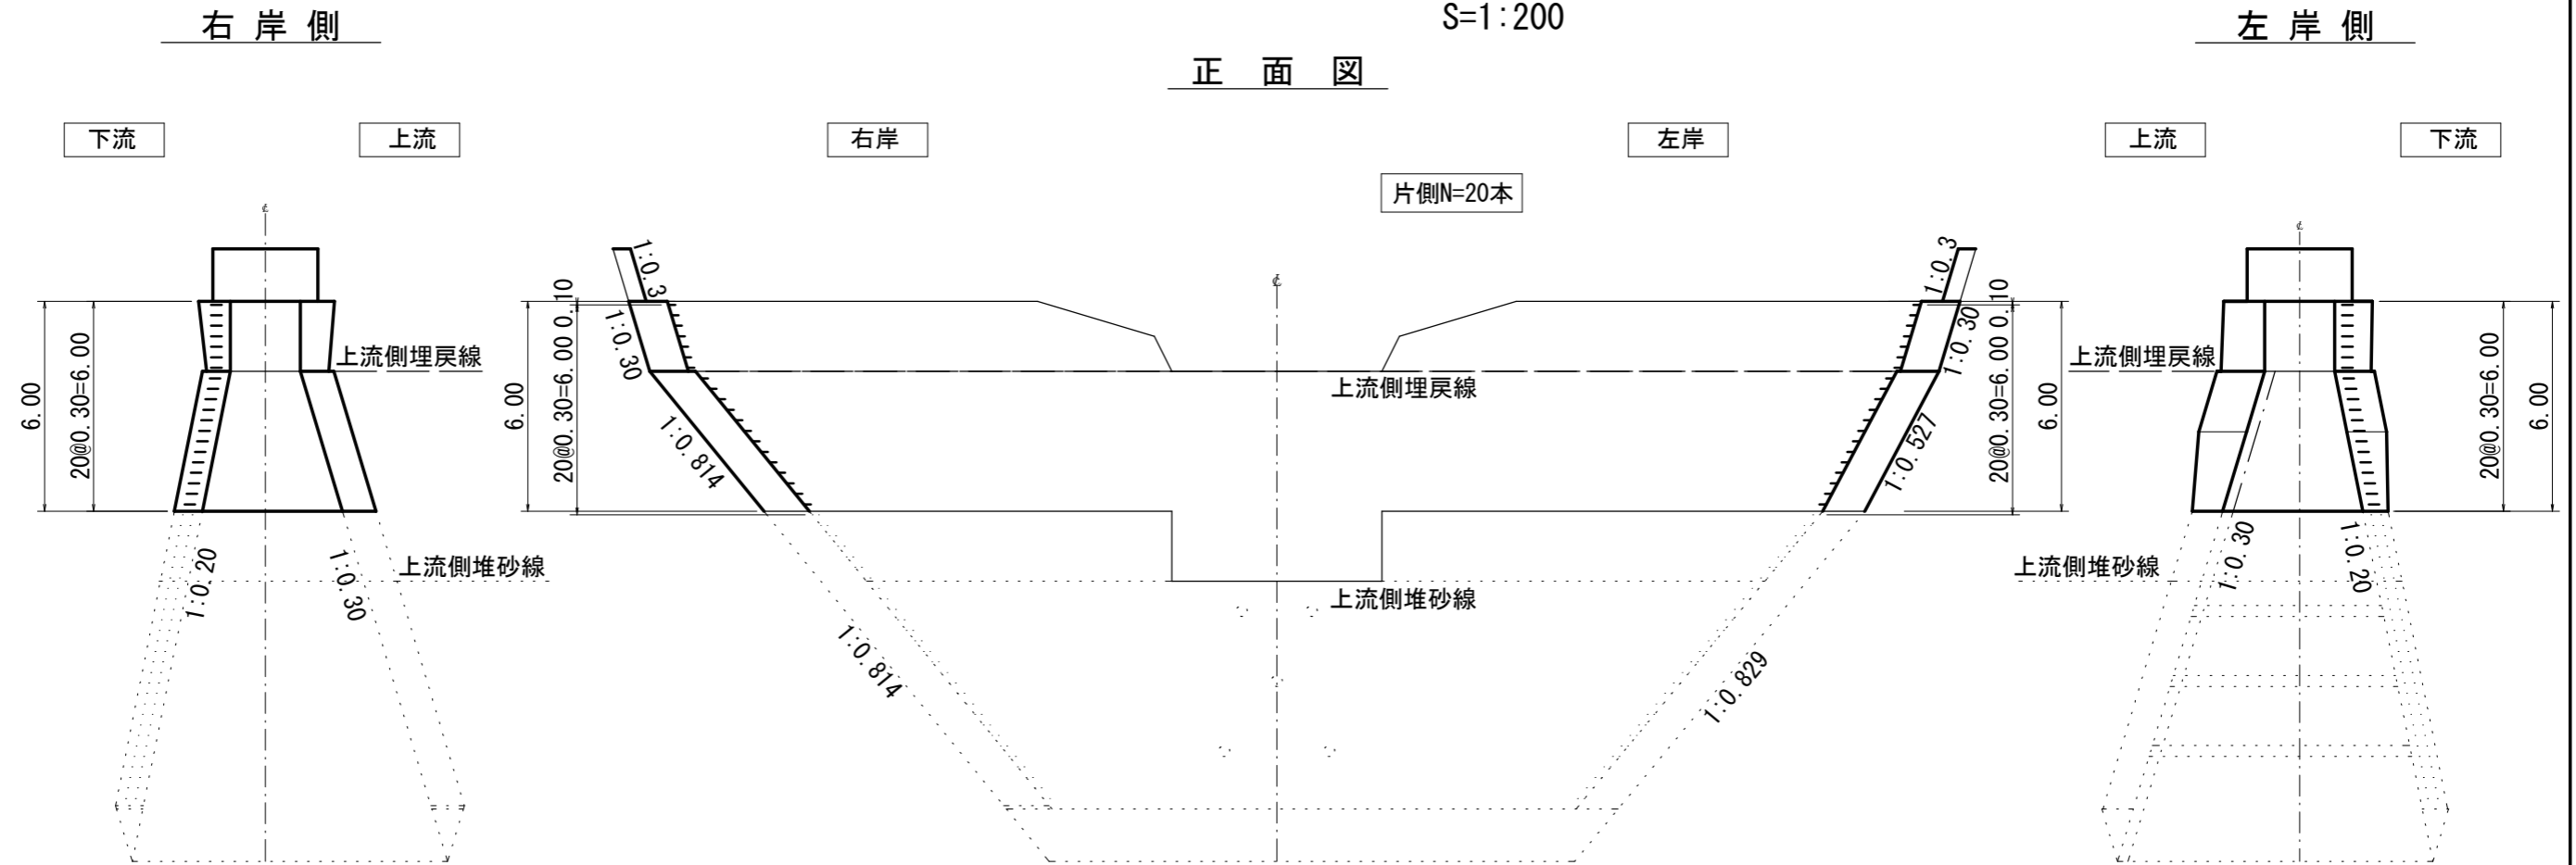 S=1:200
右岸側
正面図
左岸側
下流
上流
右岸
左岸
上流
下流
片側N=20本
6.00
20@0.30=6.00
上流側埋戻線
1:0.20
1:0.30
上流側堆砂線
6.00
20@0.30=6.00
0.10
1:0.3
1:0.30
1:0.814
1:0.814
℄
上流側埋戻線
上流側堆砂線
1:0.3
1:0.30
1:0.527
1:0.829
20@0.30=6.00
0.10
6.00
上流側埋戻線
上流側堆砂線
1:0.30
1:0.20
20@0.30=6.00
6.00
℄
℄